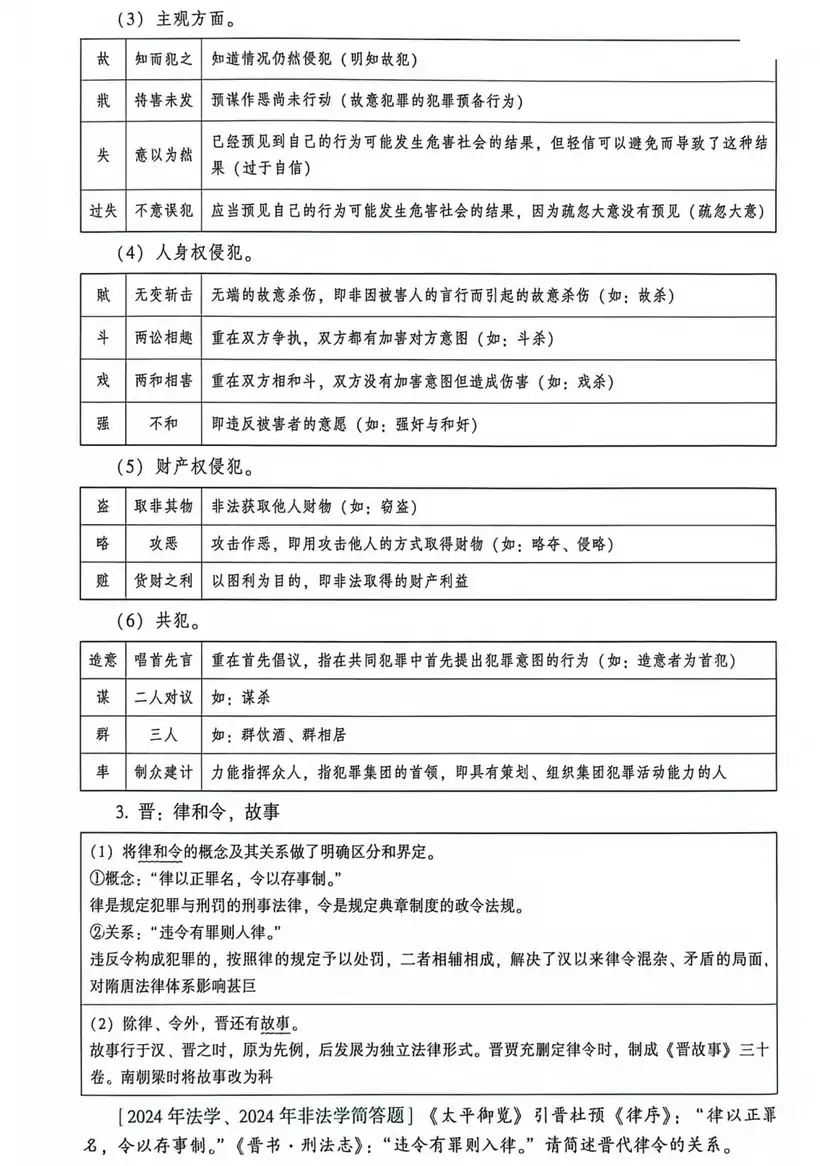 （3）主观方面。
故 知而犯之 知道情况仍然侵犯（明知故犯）
戕 将害未发 预谋作恶尚未行动（故意犯罪的犯罪预备行为）
失 意以为然 已经预见到自己的行为可能发生危害社会的结果，但轻信可以避免而导致了这种结
果（过于自信）
过失 不意误犯 应当预见自己的行为可能发生危害社会的结果，因为疏忽大意没有预见（疏忽大意）
（4）人身权侵犯。
贼 无变斩击 无端的故意杀伤，即非因被害人的言行而引起的故意杀伤（如：故杀）
斗 两讼相趣 重在双方争执，双方都有加害对方意图（如：斗杀）
戏 两和相害 重在双方相和斗，双方没有加害意图但造成伤害（如：戏杀）
强 不和 即违反被害者的意愿（如：强奸与和奸）
（5）财产权侵犯。
盗 取非其物 非法获取他人财物（如：窃盗）
略 攻恶 攻击作恶，即用攻击他人的方式取得财物（如：略夺、侵略）
赃 货财之利 以图利为目的，即非法取得的财产利益
（6）共犯。
造意 唱首先言 重在首先倡议，指在共同犯罪中首先提出犯罪意图的行为（如：造意者为首犯）
谋 二人对议 如：谋杀
群 三人 如：群饮酒、群相居
率 制众建计 力能指挥众人，指犯罪集团的首领，即具有策划、组织集团犯罪活动能力的人
3. 晋：律和令，故事
（1）将律和令的概念及其关系做了明确区分和界定。
①概念：“律以正罪名，令以存事制。”
律是规定犯罪与刑罚的刑事法律，令是规定典章制度的政令法规。
②关系：“违令有罪则入律。”
违反令构成犯罪的，按照律的规定予以处罚，二者相辅相成，解决了汉以来律令混杂、矛盾的局面，
对隋唐法律体系影响甚巨
（2）除律、令外，晋还有故事。
故事行于汉、晋之时，原为先例，后发展为独立法律形式。晋贾充删定律令时，制成《晋故事》三十
卷。南朝梁时将故事改为科
［2024年法学、2024年非法学简答题］《太平御览》引晋杜预《律序》：“律以正罪
名，令以存事制。”《晋书·刑法志》：“违令有罪则入律。”请简述晋代律令的关系。